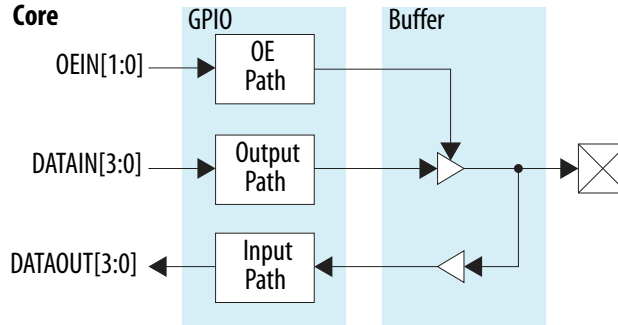 Core
GPIO
Buffer
OEIN[1:0]
OE
Path
DATAIN[3:0]
Output
Path
DATAOUT[3:0]
Input
Path